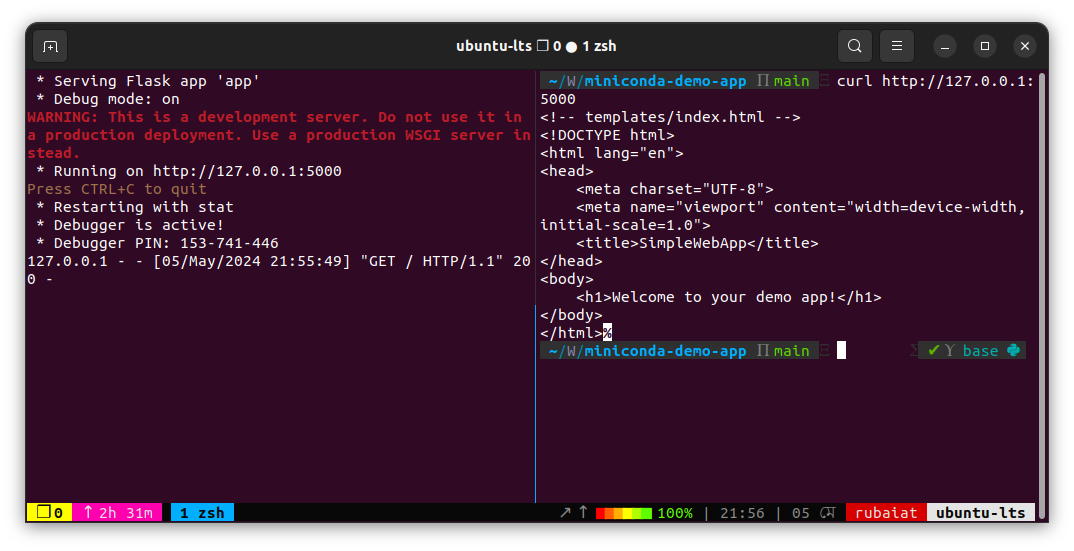 ubuntu-lts ❐ 0 ● 1 zsh
* Serving Flask app 'app'
* Debug mode: on
WARNING: This is a development server. Do not use it in
a production deployment. Use a production WSGI server in
stead.
* Running on http://127.0.0.1:5000
Press CTRL+C to quit
* Restarting with stat
* Debugger is active!
* Debugger PIN: 153-741-446
127.0.0.1 - - [05/May/2024 21:55:49] "GET / HTTP/1.1" 20
0 -
~/W/miniconda-demo-app main curl http://127.0.0.1:
5000
<!-- templates/index.html -->
<!DOCTYPE html>
<html lang="en">
<head>
    <meta charset="UTF-8">
    <meta name="viewport" content="width=device-width,
initial-scale=1.0">
    <title>SimpleWebApp</title>
</head>
<body>
    <h1>Welcome to your demo app!</h1>
</body>
</html>%
~/W/miniconda-demo-app main ✔ base
❐ 0 ↑ 2h 31m 1 zsh ↗ ↑ 100% | 21:56 | 05 মে rubaiat ubuntu-lts